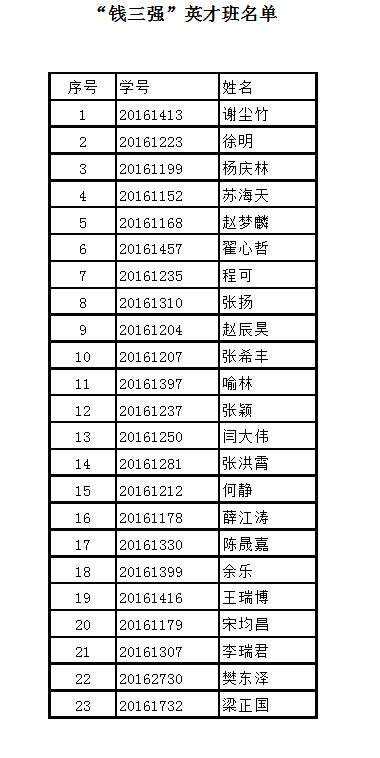 “钱三强”英才班名单
序号 学号 姓名
1 20161413 谢尘竹
2 20161223 徐明
3 20161199 杨庆林
4 20161152 苏海天
5 20161168 赵梦麟
6 20161457 翟心哲
7 20161235 程可
8 20161310 张扬
9 20161204 赵辰昊
10 20161207 张希丰
11 20161397 喻林
12 20161237 张颖
13 20161250 闫大伟
14 20161281 张洪霄
15 20161212 何静
16 20161178 薛江涛
17 20161330 陈晟嘉
18 20161399 余乐
19 20161416 王瑞博
20 20161179 宋均昌
21 20161307 李瑞君
22 20162730 樊东泽
23 20161732 梁正国